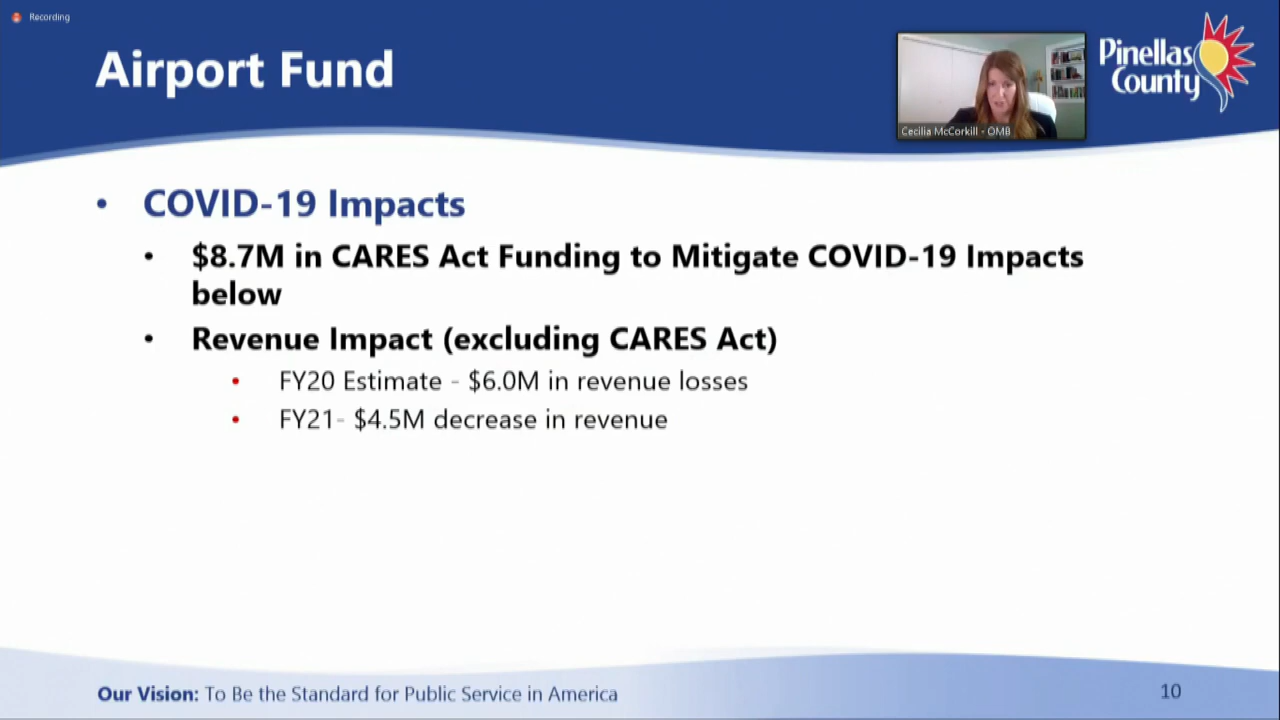 Recording
Airport Fund
Pinellas
County
Cecilia McCorkill - OMB
• COVID-19 Impacts
• $8.7M in CARES Act Funding to Mitigate COVID-19 Impacts
below
• Revenue Impact (excluding CARES Act)
• FY20 Estimate - $6.0M in revenue losses
• FY21- $4.5M decrease in revenue
Our Vision: To Be the Standard for Public Service in America
10